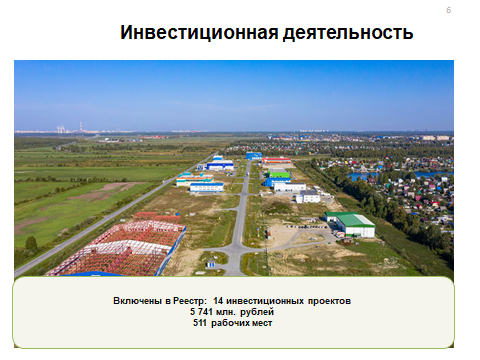 6
Инвестиционная деятельность
Включены в Реестр: 14 инвестиционных проектов
5 741 млн. рублей
511 рабочих мест